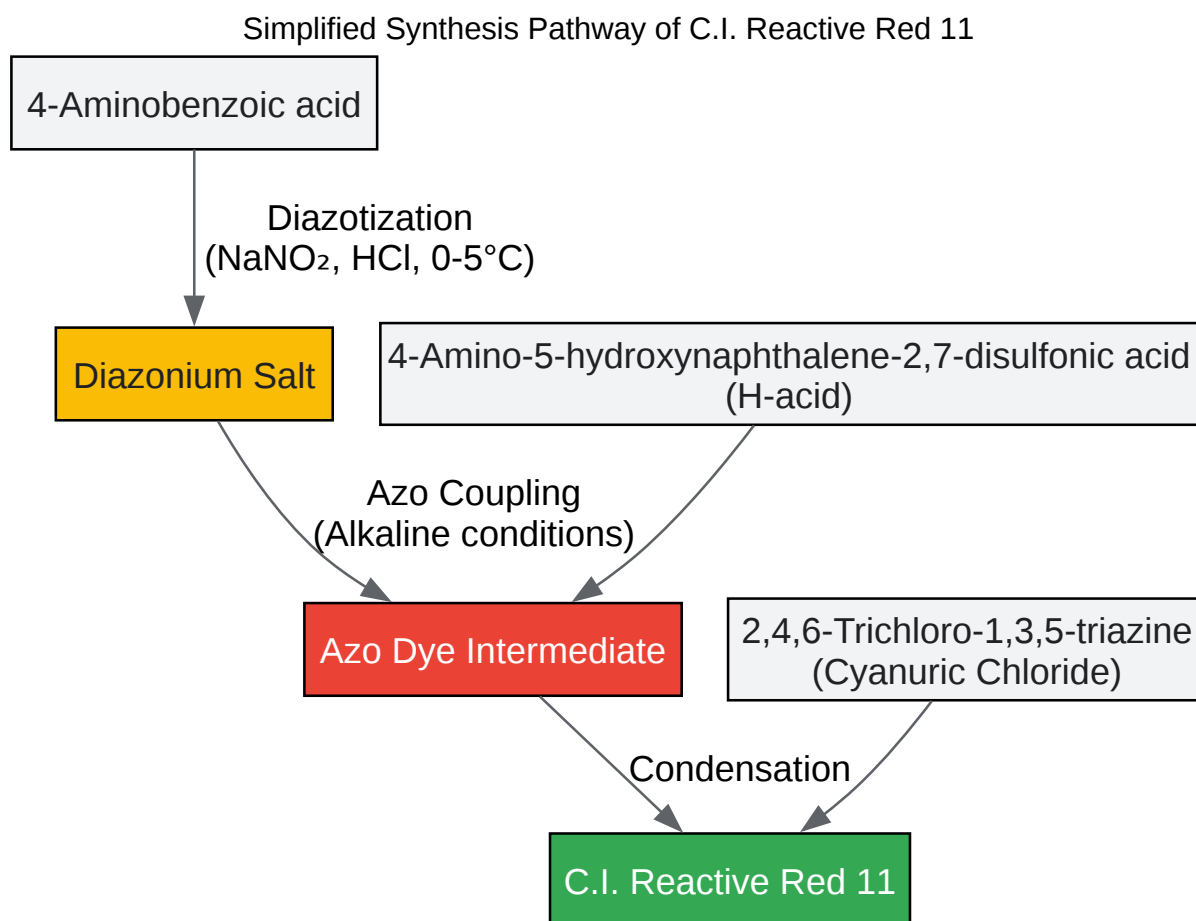 Simplified Synthesis Pathway of C.I. Reactive Red 11
4-Aminobenzoic acid
Diazotization
(NaNO₂, HCl, 0-5°C)
Diazonium Salt
4-Amino-5-hydroxynaphthalene-2,7-disulfonic acid
(H-acid)
Azo Coupling
(Alkaline conditions)
Azo Dye Intermediate
2,4,6-Trichloro-1,3,5-triazine
(Cyanuric Chloride)
Condensation
C.I. Reactive Red 11